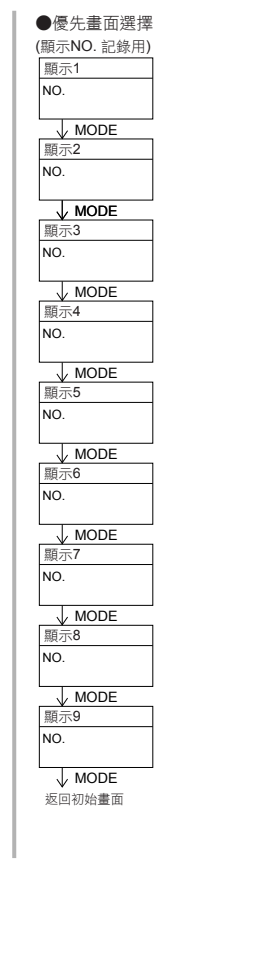 ●優先畫面選擇
(顯示NO. 記錄用)
顯示1
NO.
MODE
顯示2
NO.
MODE
顯示3
NO.
MODE
顯示4
NO.
MODE
顯示5
NO.
MODE
顯示6
NO.
MODE
顯示7
NO.
MODE
顯示8
NO.
MODE
顯示9
NO.
MODE
返回初始畫面